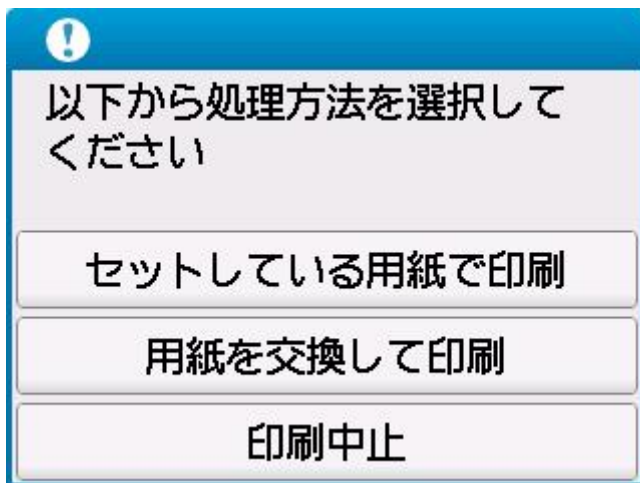 以下から処理方法を選択して
ください
セットしている用紙で印刷
用紙を交換して印刷
印刷中止